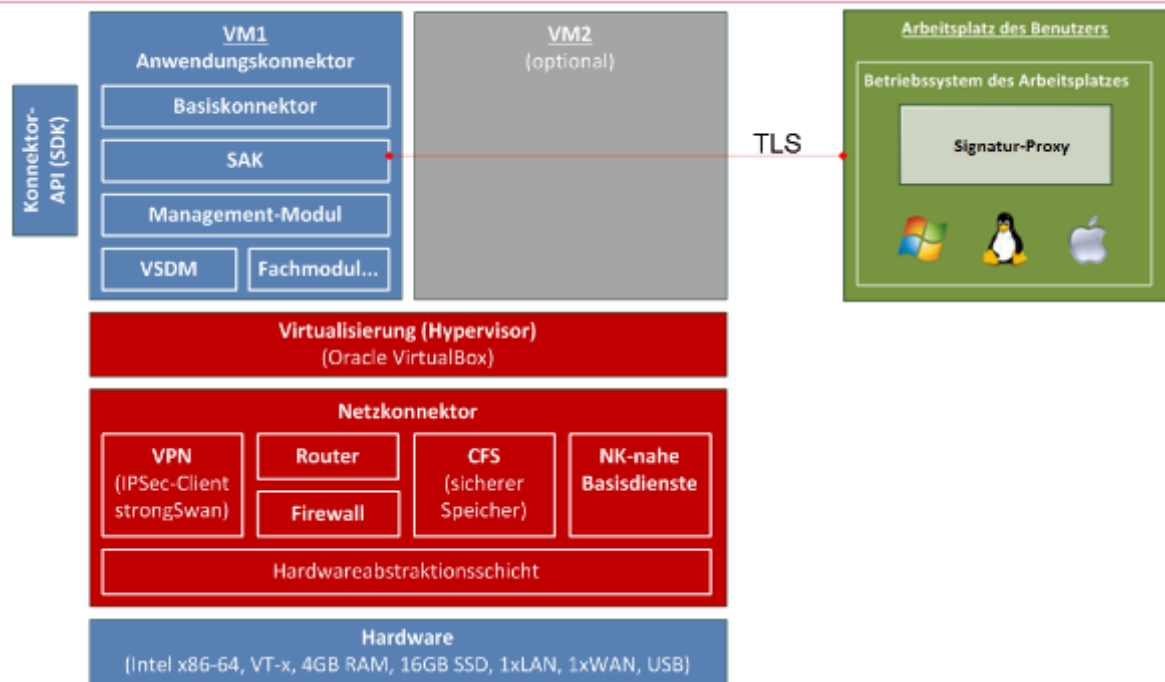 Konnektor-
API (SDK)
VM1
Anwendungskonnektor
Basiskonnektor
SAK
Management-Modul
VSDM
Fachmodul...
VM2
(optional)
TLS
Arbeitsplatz des Benutzers
Betriebssystem des Arbeitsplatzes
Signatur-Proxy
Virtualisierung (Hypervisor)
(Oracle VirtualBox)
Netzkonnektor
VPN
(IPSec-Client
strongSwan)
Router
Firewall
CFS
(sicherer
Speicher)
NK-nahe
Basisdienste
Hardwareabstraktionsschicht
Hardware
(Intel x86-64, VT-x, 4GB RAM, 16GB SSD, 1xLAN, 1xWAN, USB)